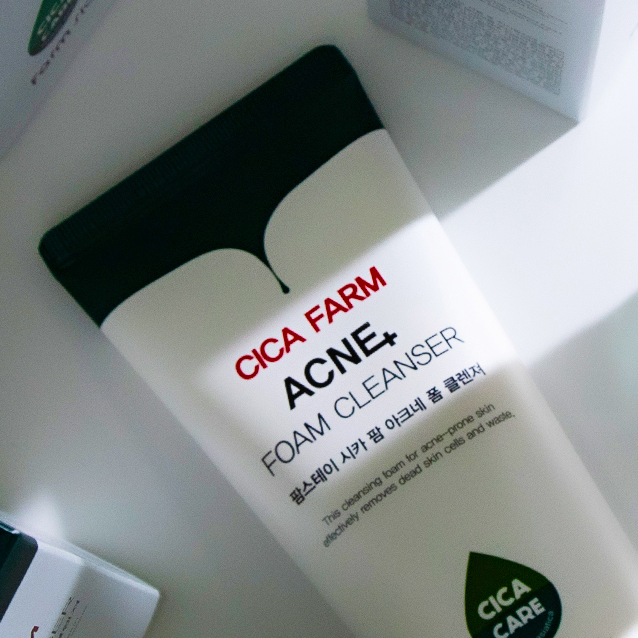 CICA FARM
ACNE+
FOAM CLEANSER
팜스테이 시카 팜 아크네 폼 클렌저
This cleansing foam for acne-prone skin
effectively removes dead skin cells and waste.
CICA
CARE